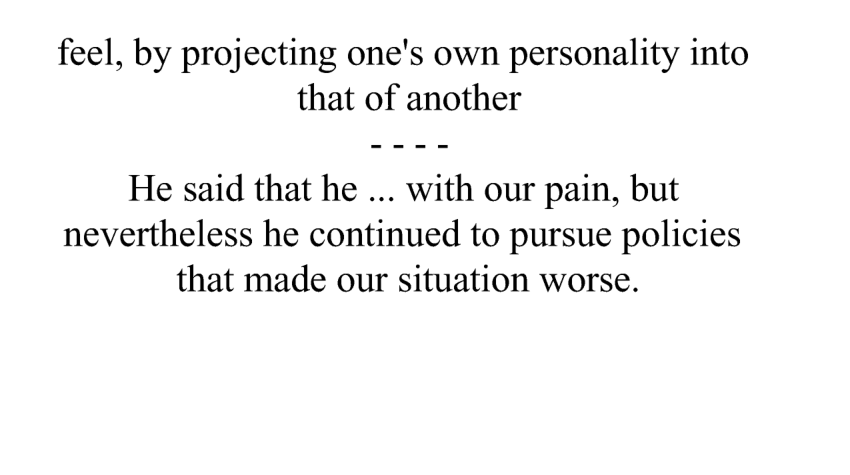 feel, by projecting one's own personality into
that of another
- - - -
He said that he ... with our pain, but
nevertheless he continued to pursue policies
that made our situation worse.